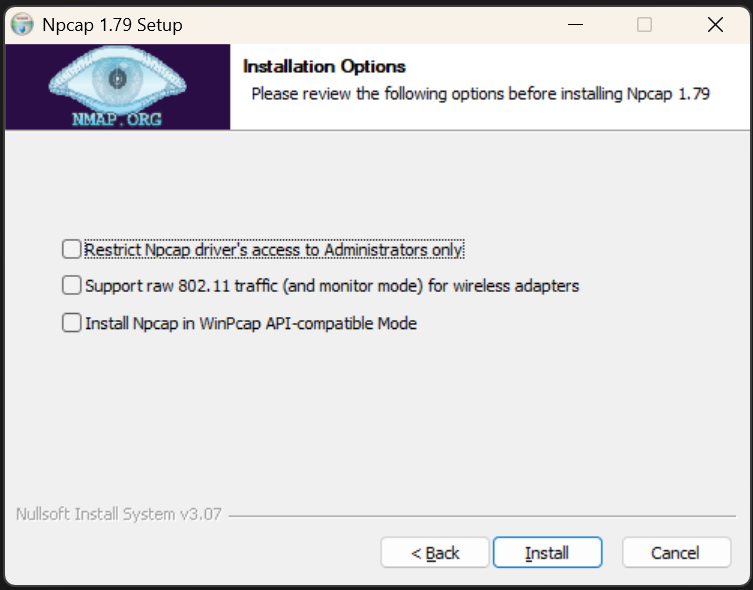 Npcap 1.79 Setup
NMAP.ORG
Installation Options
Please review the following options before installing Npcap 1.79
Restrict Npcap driver's access to Administrators only
Support raw 802.11 traffic (and monitor mode) for wireless adapters
Install Npcap in WinPcap API-compatible Mode
Nullsoft Install System v3.07
< Back
Install
Cancel